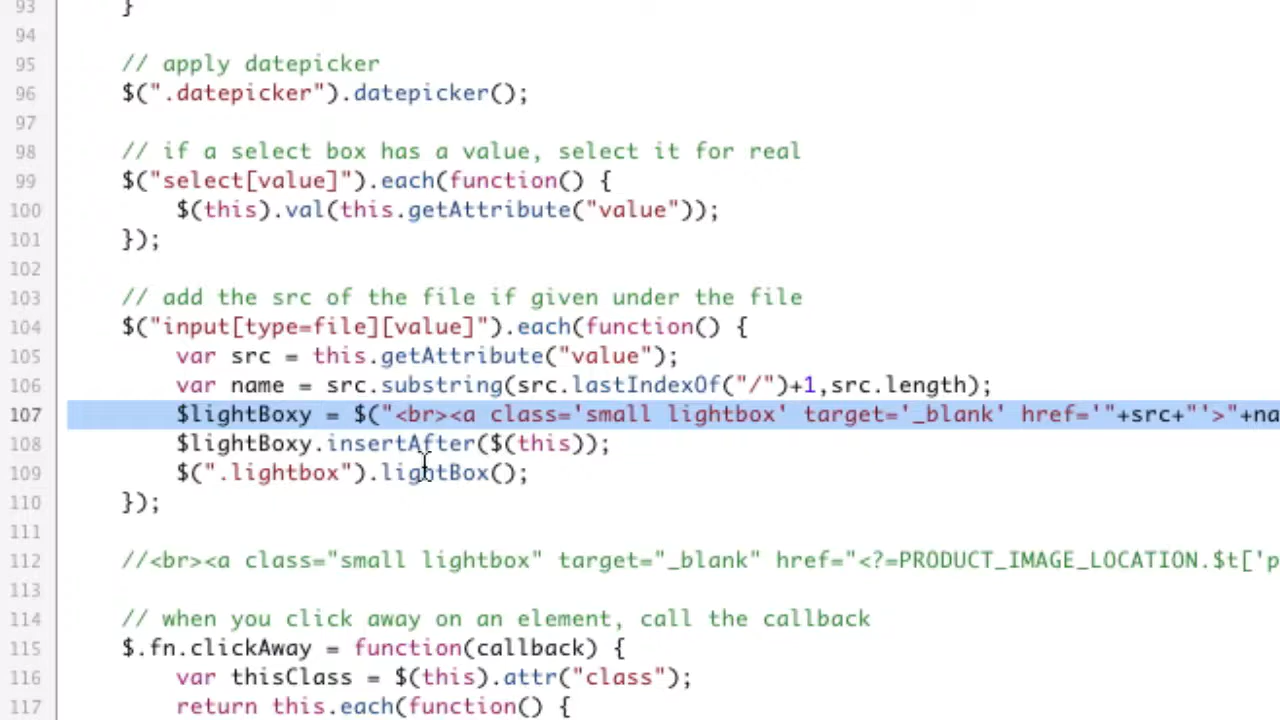 93 }
94
95 // apply datepicker
96 $(".datepicker").datepicker();
97
98 // if a select box has a value, select it for real
99 $("select[value]").each(function() {
100 $(this).val(this.getAttribute("value"));
101 });
102
103 // add the src of the file if given under the file
104 $("input[type=file][value]").each(function() {
105 var src = this.getAttribute("value");
106 var name = src.substring(src.lastIndexOf("/")+1,src.length);
107 $lightBoxy = $("<br><a class='small lightbox' target='_blank' href='"+src+"'>"+na
108 $lightBoxy.insertAfter($(this));
109 $(".lightbox").lightBox();
110 });
111
112 //<br><a class="small lightbox" target="_blank" href="<?=PRODUCT_IMAGE_LOCATION.$t['p
113
114 // when you click away on an element, call the callback
115 $.fn.clickAway = function(callback) {
116 var thisClass = $(this).attr("class");
117 return this.each(function() {